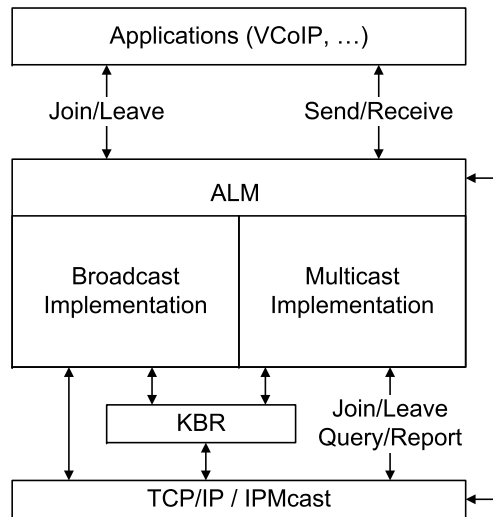 Applications (VCoIP, ...)
Join/Leave
Send/Receive
ALM
Broadcast
Implementation
Multicast
Implementation
Join/Leave
Query/Report
KBR
TCP/IP / IPMcast